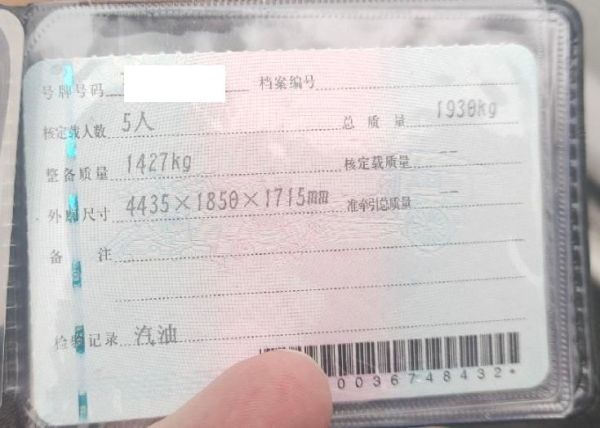 号牌号码 档案编号
核定载人数 5人 总质量 1930kg
整备质量 1427kg 核定载质量 --
外廓尺寸 4435×1850×1715mm 准牵引总质量 --
备注
检验记录 汽油
0036748432*